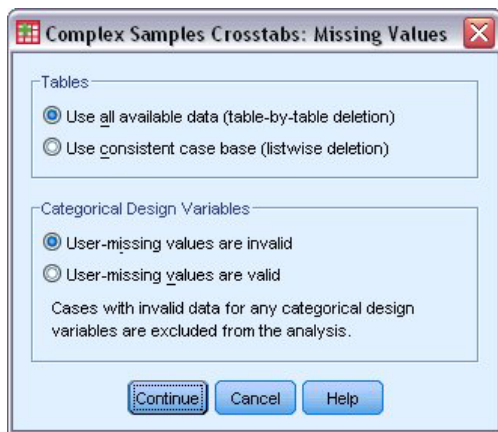 Complex Samples Crosstabs: Missing Values
Tables
Use all available data (table-by-table deletion)
Use consistent case base (listwise deletion)
Categorical Design Variables
User-missing values are invalid
User-missing values are valid
Cases with invalid data for any categorical design
variables are excluded from the analysis.
Continue Cancel Help